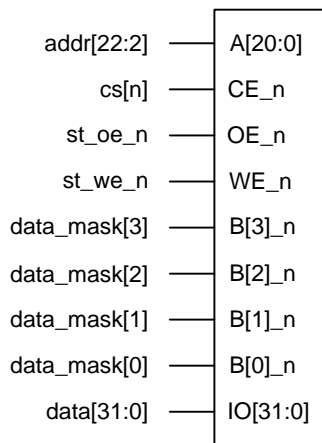 addr[22:2] A[20:0]
cs[n] CE_n
st_oe_n OE_n
st_we_n WE_n
data_mask[3] B[3]_n
data_mask[2] B[2]_n
data_mask[1] B[1]_n
data_mask[0] B[0]_n
data[31:0] IO[31:0]